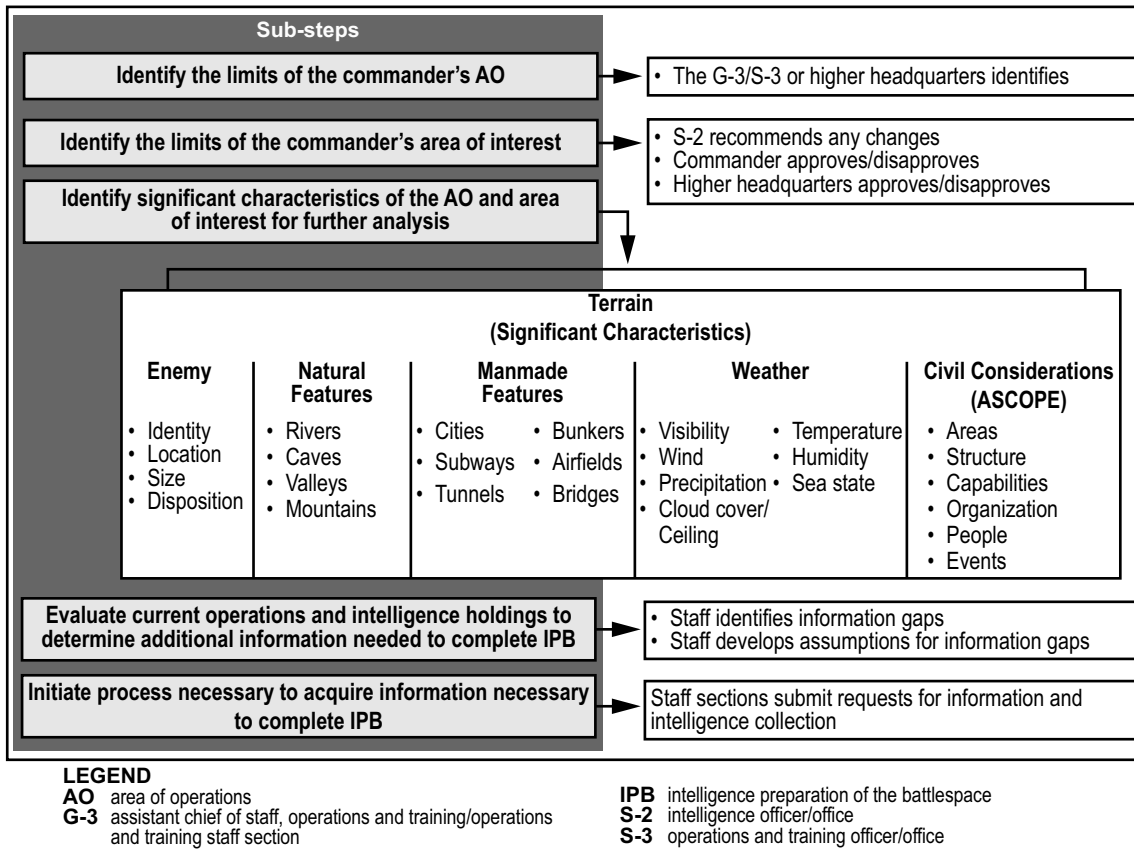 Sub-steps
Identify the limits of the commander’s AO
• The G-3/S-3 or higher headquarters identifies
Identify the limits of the commander’s area of interest
• S-2 recommends any changes
• Commander approves/disapproves
• Higher headquarters approves/disapproves
Identify significant characteristics of the AO and area
of interest for further analysis
Terrain
(Significant Characteristics)
Enemy
• Identity
• Location
• Size
• Disposition
Natural
Features
• Rivers
• Caves
• Valleys
• Mountains
Manmade
Features
• Cities
• Subways
• Tunnels
• Bunkers
• Airfields
• Bridges
Weather
• Visibility
• Wind
• Precipitation
• Cloud cover/
Ceiling
• Temperature
• Humidity
• Sea state
Civil Considerations
(ASCOPE)
• Areas
• Structure
• Capabilities
• Organization
• People
• Events
Evaluate current operations and intelligence holdings to
determine additional information needed to complete IPB
• Staff identifies information gaps
• Staff develops assumptions for information gaps
Initiate process necessary to acquire information necessary
to complete IPB
Staff sections submit requests for information and
intelligence collection
LEGEND
AO area of operations
G-3 assistant chief of staff, operations and training/operations
and training staff section
IPB intelligence preparation of the battlespace
S-2 intelligence officer/office
S-3 operations and training officer/office